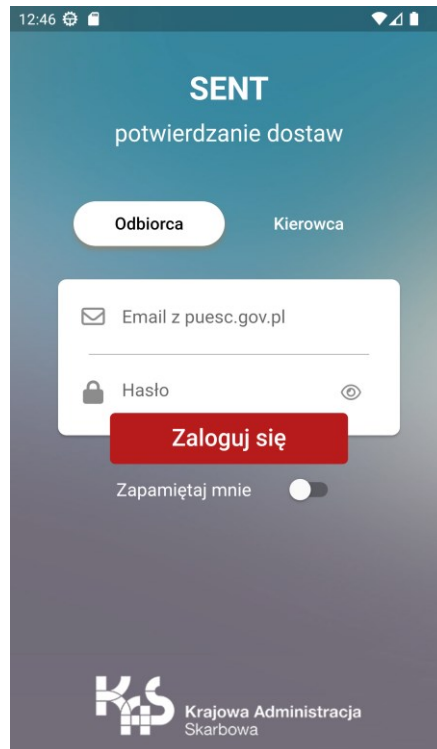 12:46
SENT
potwierdzanie dostaw
Odbiorca Kierowca
Email z puesc.gov.pl
Hasło
Zaloguj się
Zapamiętaj mnie
KAS Krajowa Administracja
Skarbowa